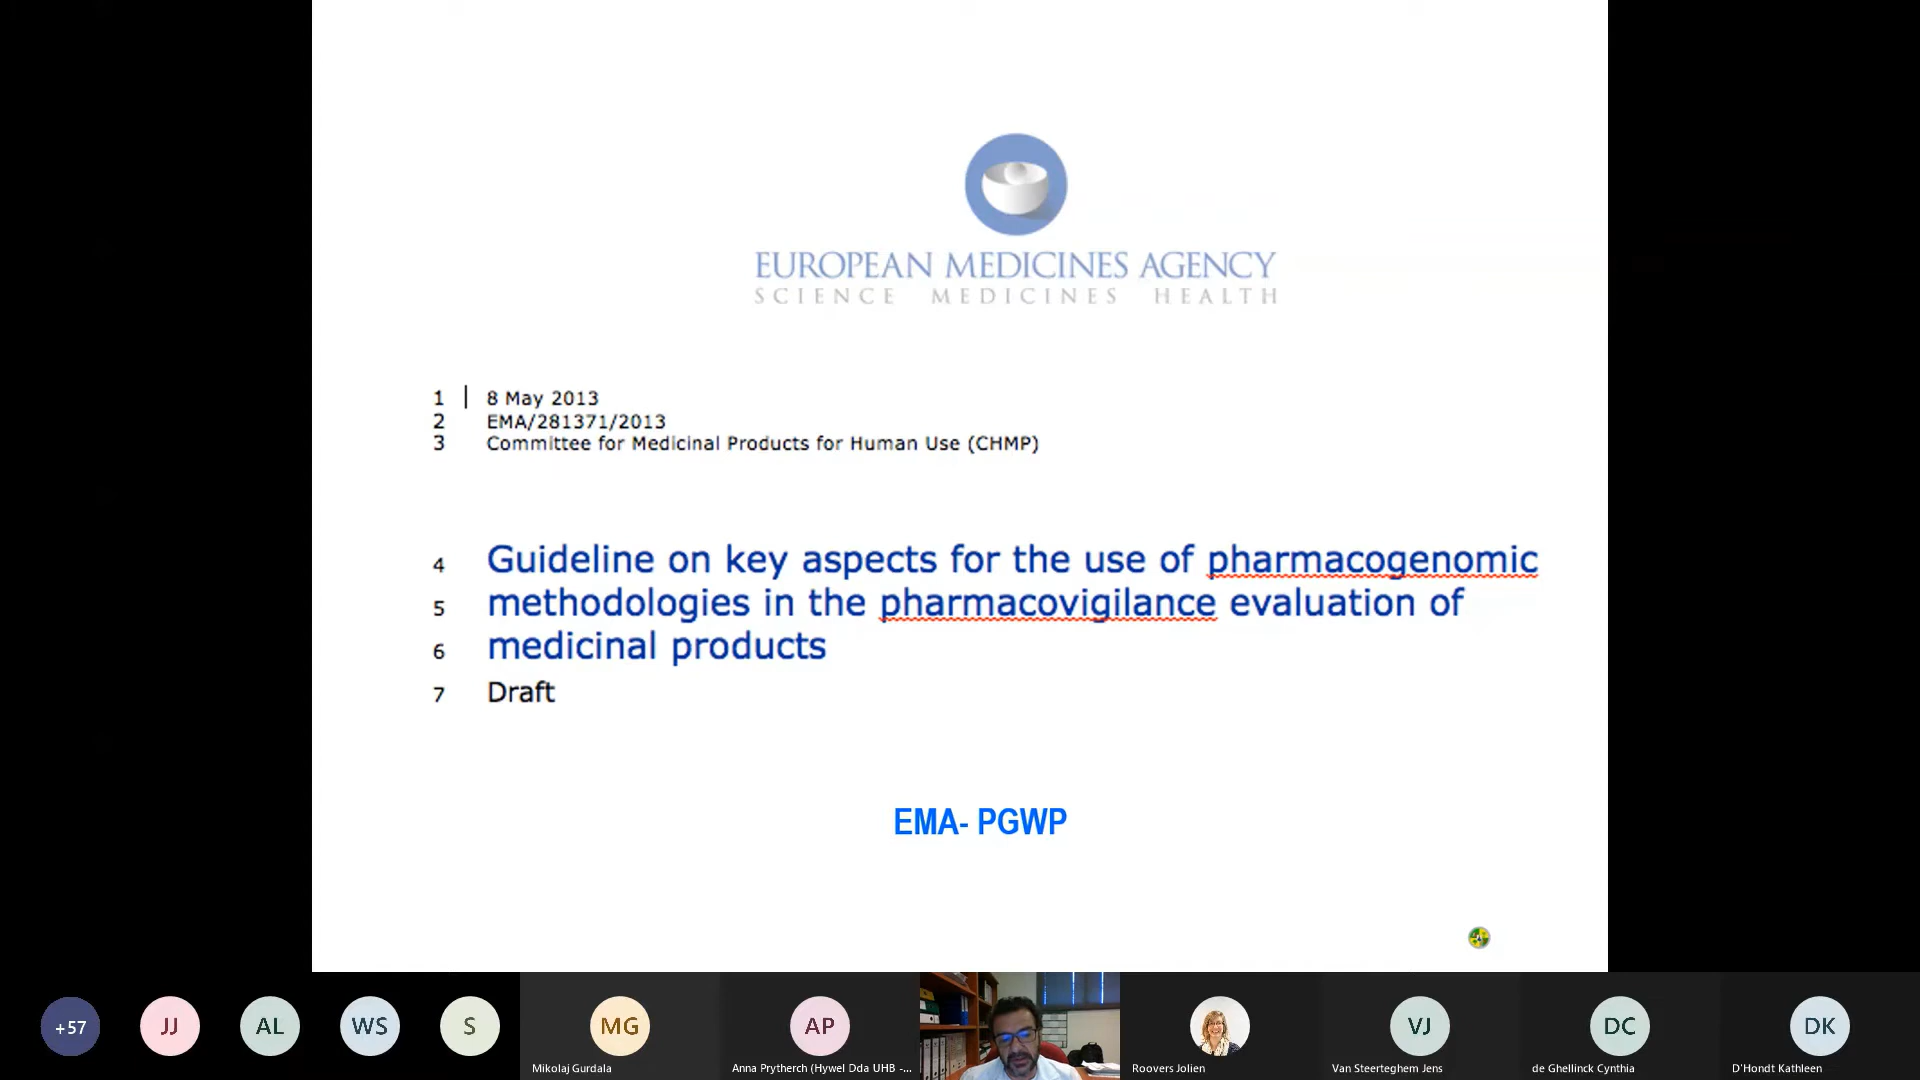 EUROPEAN MEDICINES AGENCY
SCIENCE MEDICINES HEALTH
1 8 May 2013
2 EMA/281371/2013
3 Committee for Medicinal Products for Human Use (CHMP)
4 Guideline on key aspects for the use of pharmacogenomic
5 methodologies in the pharmacovigilance evaluation of
6 medicinal products
7 Draft
EMA- PGWP
+57
JJ
AL
WS
S
MG
AP
VJ
DC
DK
Mikolaj Gurdala
Anna Prytherch (Hywel Dda UHB -...
Roovers Jolien
Van Steerteghem Jens
de Ghellinck Cynthia
D'Hondt Kathleen